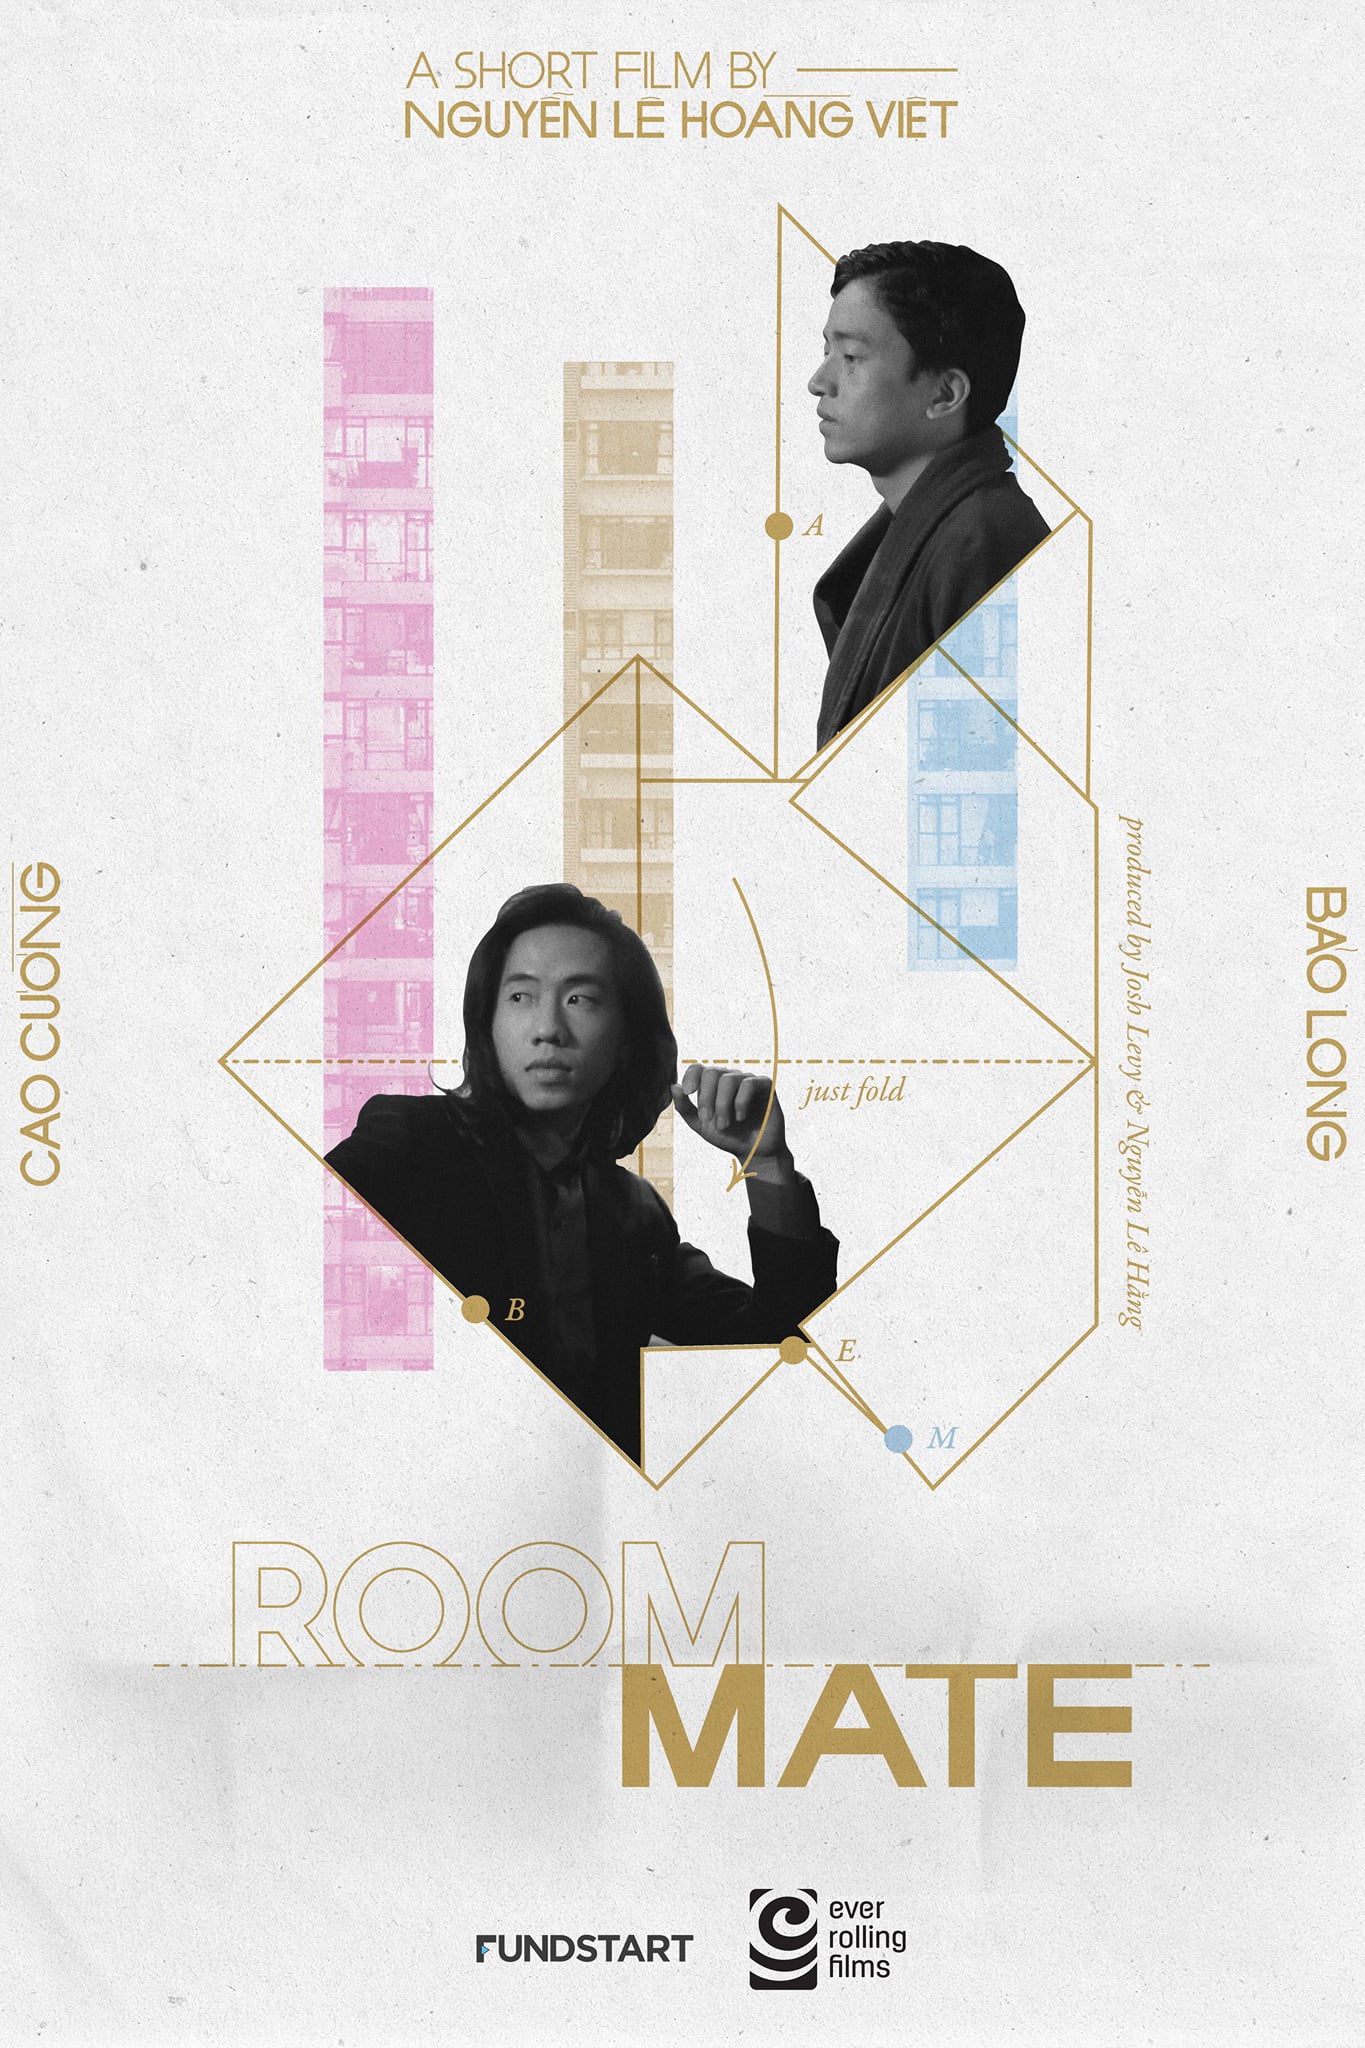 A SHORT FILM BY
NGUYỄN LÊ HOÀNG VIỆT
A
CAO CƯỜNG
BẢO LONG
produced by Josh Levy & Nguyễn Lê Hằng
just fold
B
E
M
ROOM
MATE
FUNDSTART
ever
rolling
films